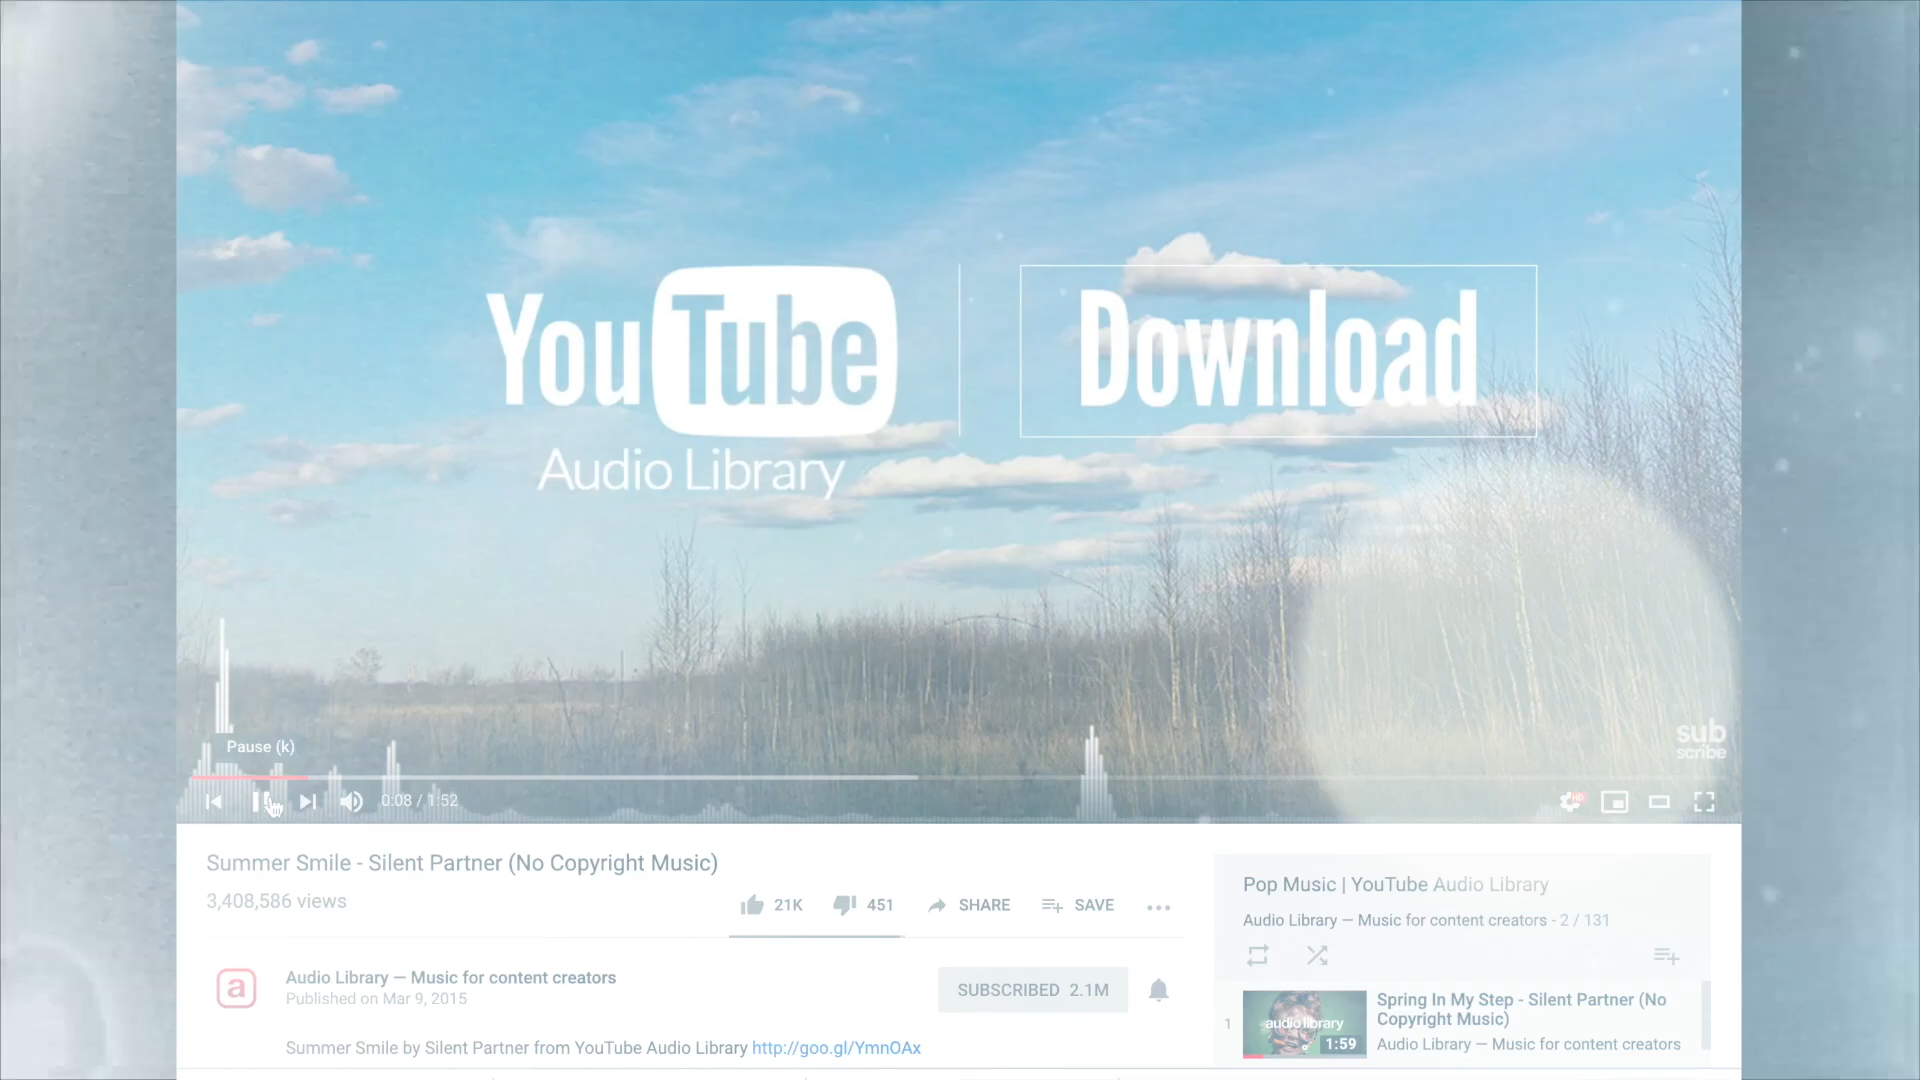 YouTube
Download
Audio Library
sub
scribe
Pause (k)
0:08 / 1:52
HD
Summer Smile - Silent Partner (No Copyright Music)
3,408,586 views
21K
451
SHARE
SAVE
Audio Library — Music for content creators
Published on Mar 9, 2015
SUBSCRIBED 2.1M
Summer Smile by Silent Partner from YouTube Audio Library http://goo.gl/YmnOAx
Pop Music | YouTube Audio Library
Audio Library — Music for content creators - 2 / 131
1
audio library
1:59
Spring In My Step - Silent Partner (No
Copyright Music)
Audio Library — Music for content creators